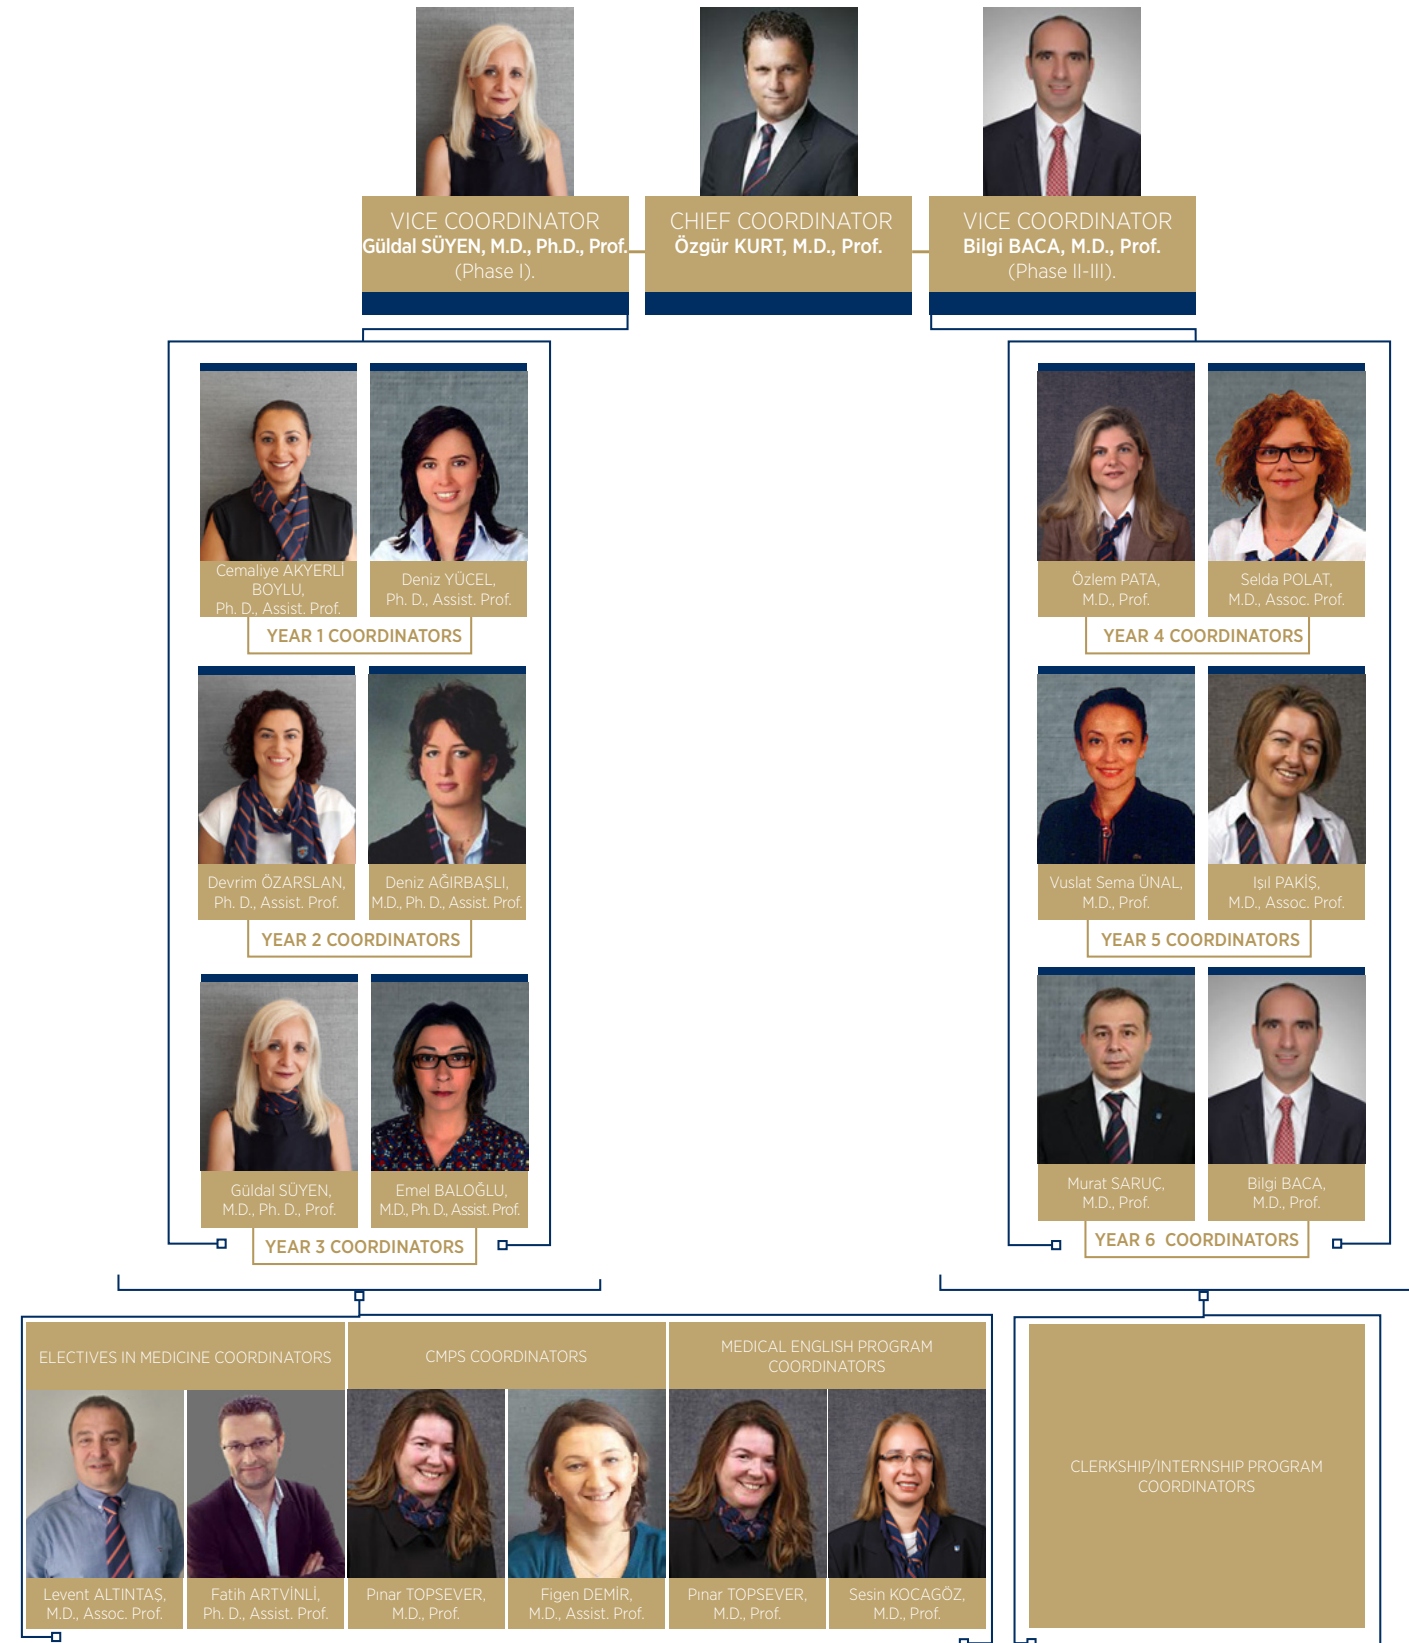 VICE COORDINATOR
Güldal SÜYEN, M.D., Ph.D., Prof.
(Phase I).
CHIEF COORDINATOR
Özgür KURT, M.D., Prof.
VICE COORDINATOR
Bilgi BACA, M.D., Prof.
(Phase II-III).
Cemaliye AKYERLİ
BOYLU,
Ph. D., Assist. Prof.
Deniz YÜCEL,
Ph. D., Assist. Prof.
YEAR 1 COORDINATORS
Devrim ÖZARSLAN,
Ph. D., Assist. Prof.
Deniz AĞIRBAŞLI,
M.D., Ph. D., Assist. Prof.
YEAR 2 COORDINATORS
Güldal SÜYEN,
M.D., Ph. D., Prof.
Emel BALOĞLU,
M.D., Ph. D., Assist. Prof.
YEAR 3 COORDINATORS
Özlem PATA,
M.D., Prof.
Selda POLAT,
M.D., Assoc. Prof.
YEAR 4 COORDINATORS
Vuslat Sema ÜNAL,
M.D., Prof.
Işıl PAKİŞ,
M.D., Assoc. Prof.
YEAR 5 COORDINATORS
Murat SARUÇ,
M.D., Prof.
Bilgi BACA,
M.D., Prof.
YEAR 6 COORDINATORS
ELECTIVES IN MEDICINE COORDINATORS
Levent ALTINTAŞ,
M.D., Assoc. Prof.
Fatih ARTVİNLİ,
Ph. D., Assist. Prof.
CMPS COORDINATORS
Pınar TOPSEVER,
M.D., Prof.
Figen DEMİR,
M.D., Assist. Prof.
MEDICAL ENGLISH PROGRAM
COORDINATORS
Pınar TOPSEVER,
M.D., Prof.
Sesin KOCAGÖZ,
M.D., Prof.
CLERKSHIP/INTERNSHIP PROGRAM
COORDINATORS